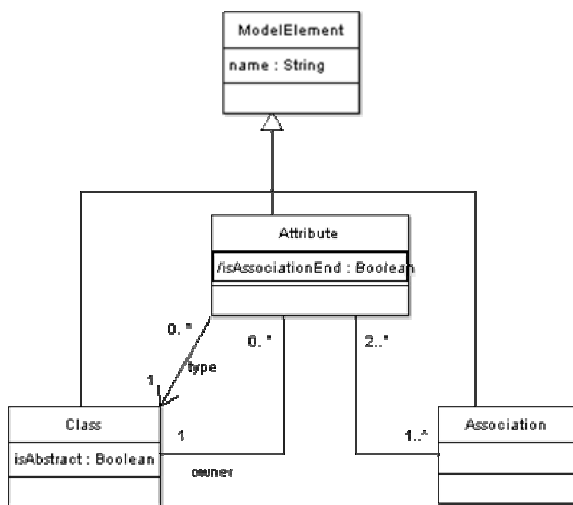 ModelElement
name : String
Attribute
/isAssociationEnd : Boolean
0..*
0..*
2..*
type
1
Class
isAbstract : Boolean
1
owner
1..*
Association